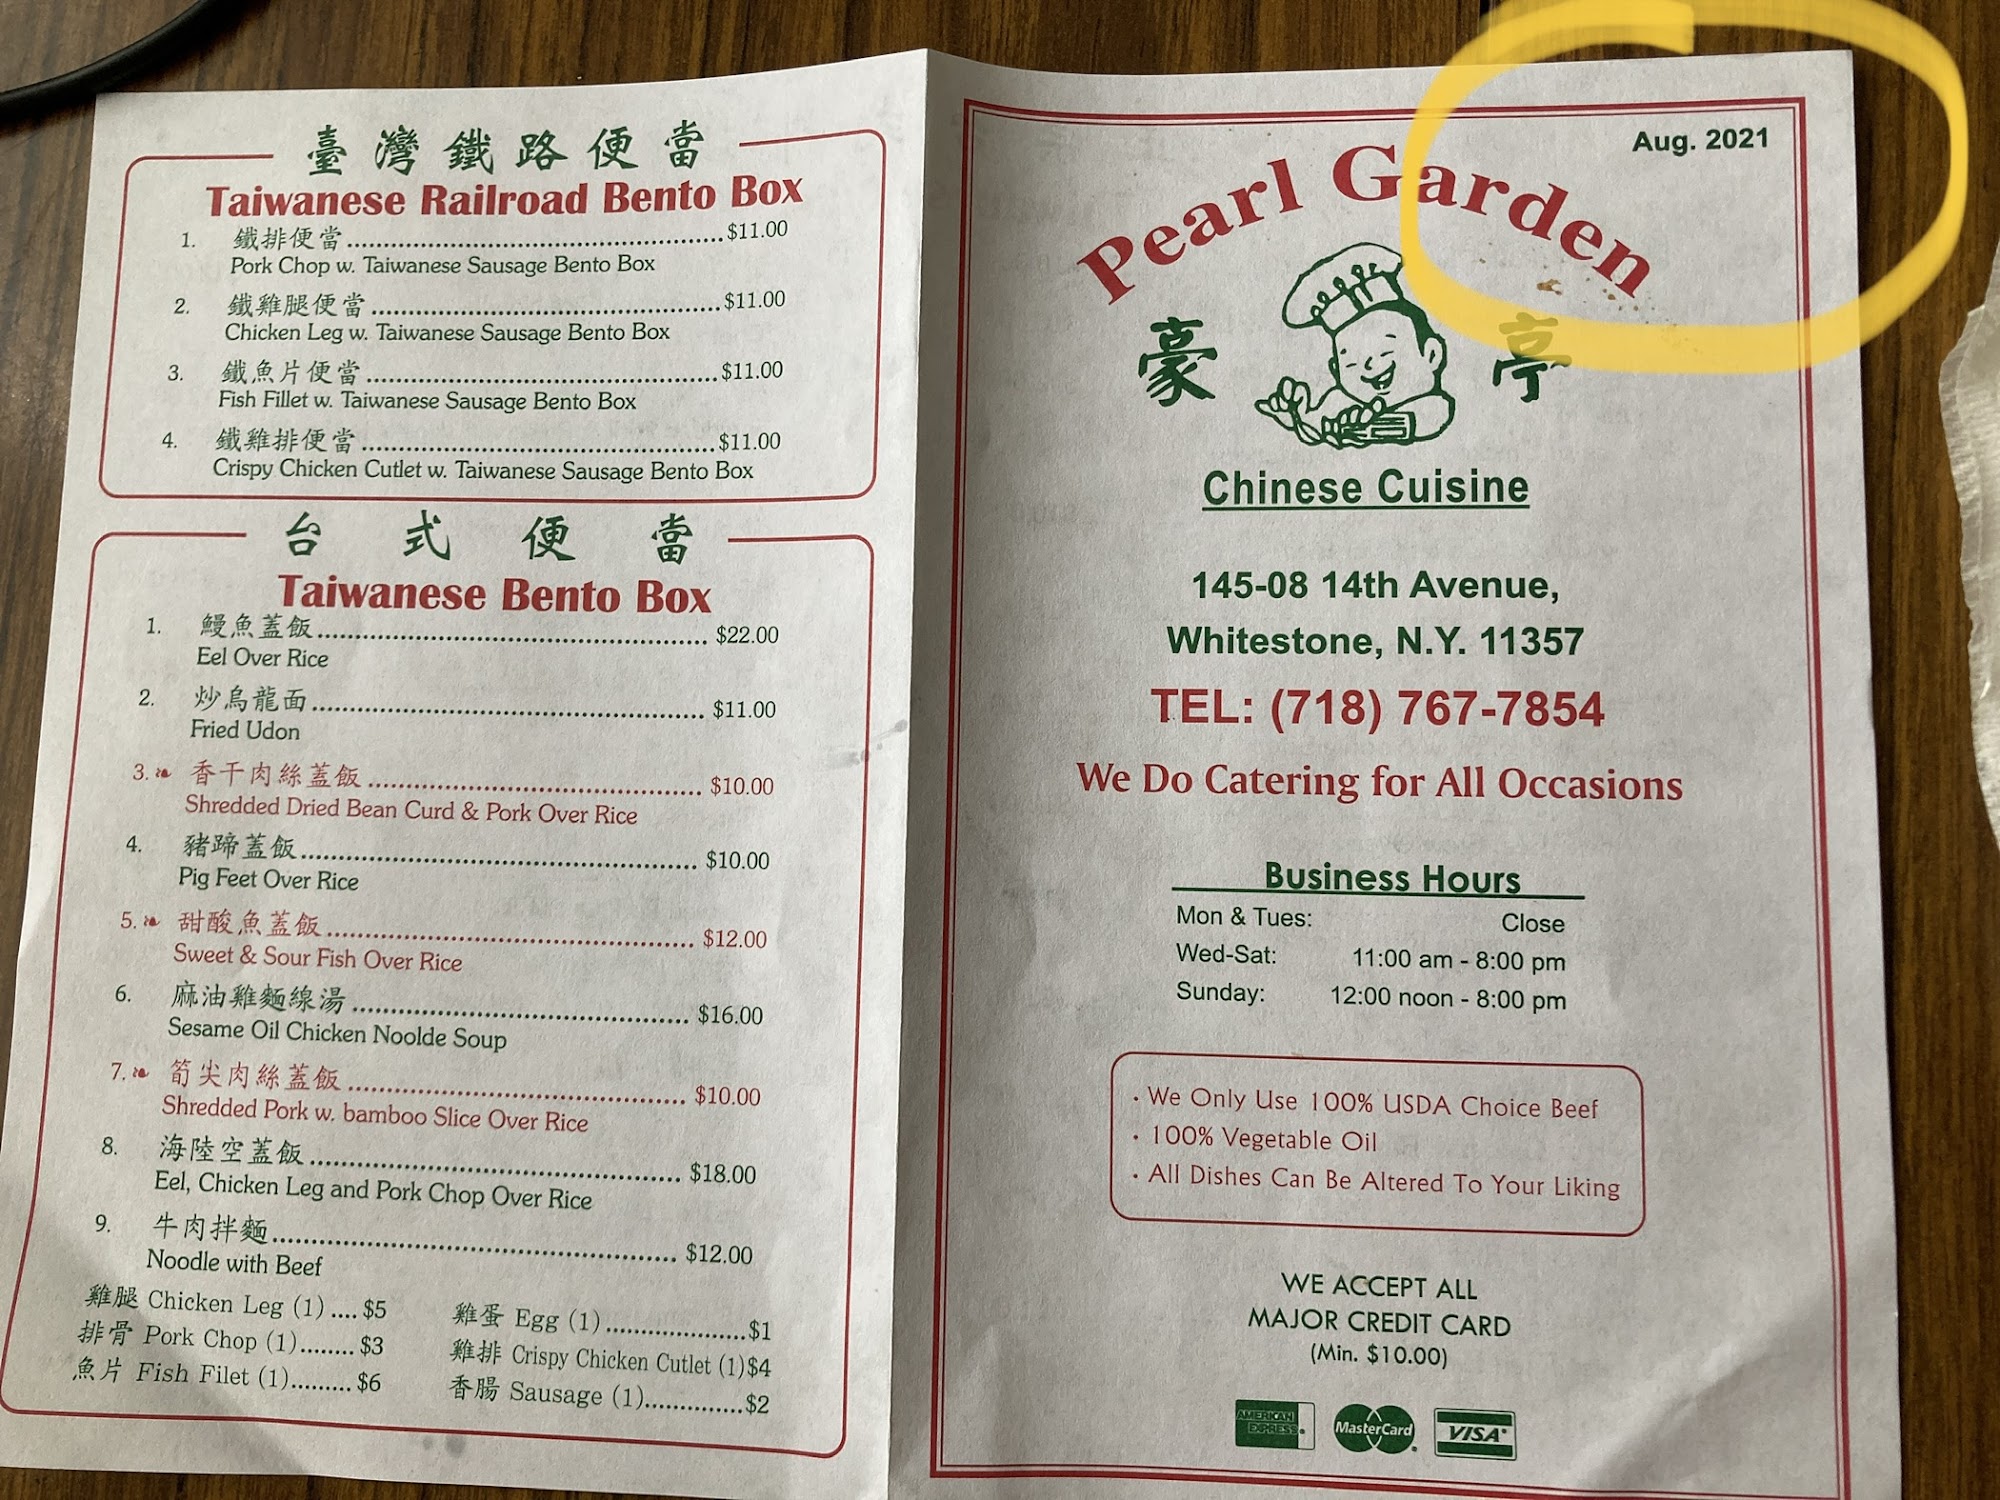 臺灣鐵路便當
Taiwanese Railroad Bento Box
1. 鐵排便當 $11.00
Pork Chop w. Taiwanese Sausage Bento Box
2. 鐵雞腿便當 $11.00
Chicken Leg w. Taiwanese Sausage Bento Box
3. 鐵魚片便當 $11.00
Fish Fillet w. Taiwanese Sausage Bento Box
4. 鐵雞排便當 $11.00
Crispy Chicken Cutlet w. Taiwanese Sausage Bento Box
台式便當
Taiwanese Bento Box
1. 鰻魚蓋飯 $22.00
Eel Over Rice
2. 炒烏龍面 $11.00
Fried Udon
3. 香干肉絲蓋飯 $10.00
Shredded Dried Bean Curd & Pork Over Rice
4. 豬蹄蓋飯 $10.00
Pig Feet Over Rice
5. 甜酸魚蓋飯 $12.00
Sweet & Sour Fish Over Rice
6. 麻油雞麵線湯 $16.00
Sesame Oil Chicken Noolde Soup
7. 筍尖肉絲蓋飯 $10.00
Shredded Pork w. bamboo Slice Over Rice
8. 海陸空蓋飯 $18.00
Eel, Chicken Leg and Pork Chop Over Rice
9. 牛肉拌麵 $12.00
Noodle with Beef
雞腿 Chicken Leg (1) .... $5
排骨 Pork Chop (1) ........ $3
魚片 Fish Filet (1) ......... $6
雞蛋 Egg (1) ...................... $1
雞排 Crispy Chicken Cutlet (1) $4
香腸 Sausage (1) ............... $2
Aug. 2021
Pearl Garden
豪亭
Chinese Cuisine
145-08 14th Avenue,
Whitestone, N.Y. 11357
TEL: (718) 767-7854
We Do Catering for All Occasions
Business Hours
Mon & Tues: Close
Wed-Sat: 11:00 am - 8:00 pm
Sunday: 12:00 noon - 8:00 pm
· We Only Use 100% USDA Choice Beef
· 100% Vegetable Oil
· All Dishes Can Be Altered To Your Liking
WE ACCEPT ALL
MAJOR CREDIT CARD
(Min. $10.00)
AMERICAN EXPRESS MasterCard VISA